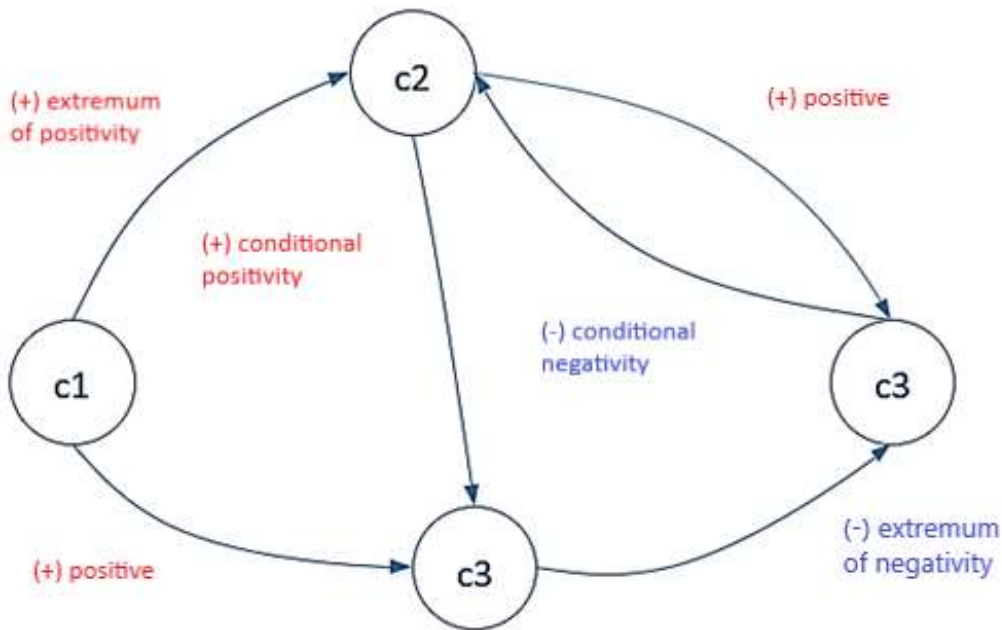 c2
(+) extremum
of positivity
(+) positive
(+) conditional
positivity
(-) conditional
negativity
c1
c3
(+) positive
c3
(-) extremum
of negativity